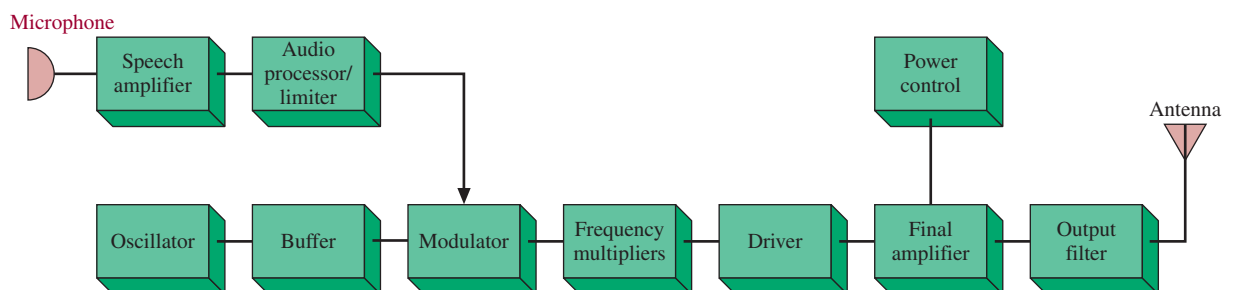 Microphone
Speech
amplifier
Audio
processor/
limiter
Power
control
Antenna
Oscillator
Buffer
Modulator
Frequency
multipliers
Driver
Final
amplifier
Output
filter